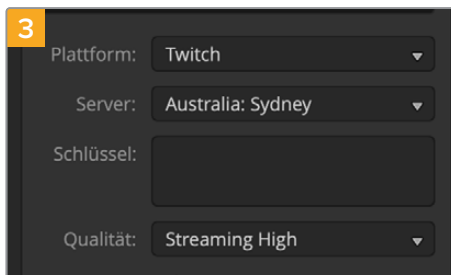 3
Plattform: Twitch
Server: Australia: Sydney
Schlüssel:
Qualität: Streaming High